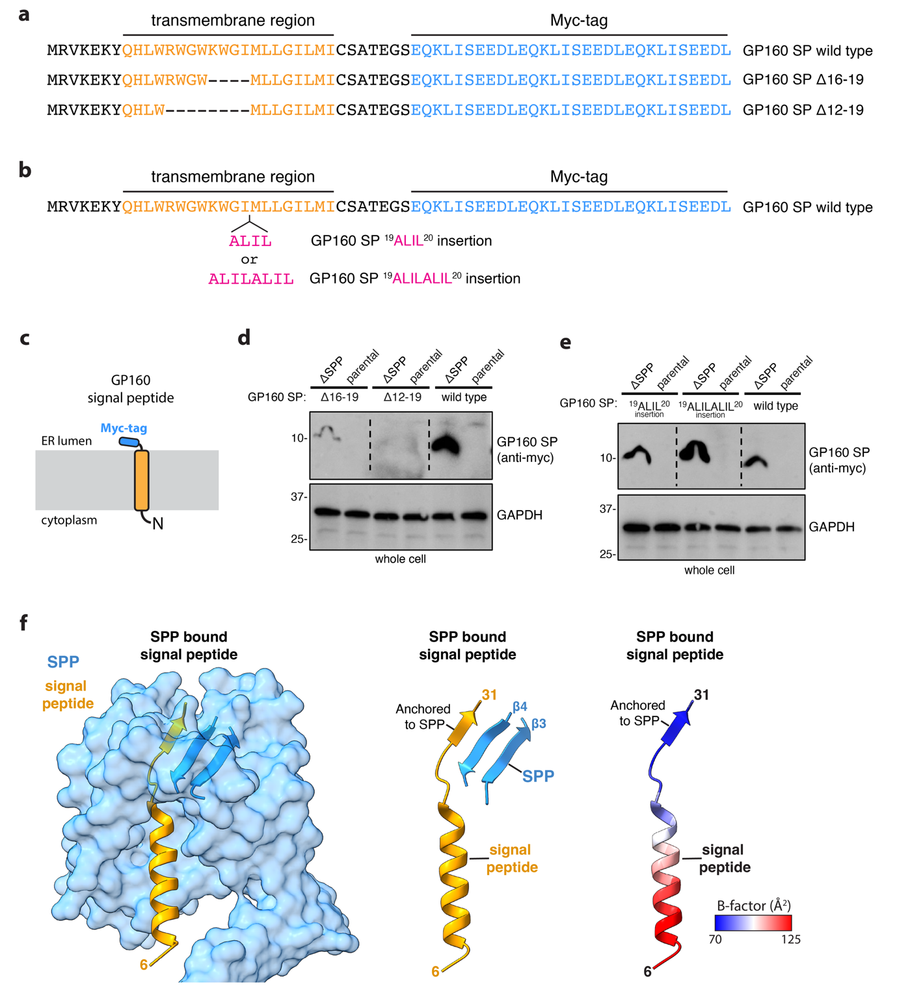 a
transmembrane region Myc-tag
MRVKEKYQHLWRWGWKWGIMLLGILMICSATEGSEQKLISEEDLEQKLISEEDLEQKLISEEDL GP160 SP wild type
MRVKEKYQHLWRWGW----MLLGILMICSATEGSEQKLISEEDLEQKLISEEDLEQKLISEEDL GP160 SP Δ16-19
MRVKEKYQHLW--------MLLGILMICSATEGSEQKLISEEDLEQKLISEEDLEQKLISEEDL GP160 SP Δ12-19
b
transmembrane region Myc-tag
MRVKEKYQHLWRWGWKWGIMLLGILMICSATEGSEQKLISEEDLEQKLISEEDLEQKLISEEDL GP160 SP wild type
ALIL GP160 SP ¹⁹ALIL²⁰ insertion
or
ALILALIL GP160 SP ¹⁹ALILALIL²⁰ insertion
c
GP160
signal peptide
Myc-tag
ER lumen
cytoplasm
N
d
ΔSPP parental ΔSPP parental ΔSPP parental
GP160 SP: Δ16-19 Δ12-19 wild type
10-
GP160 SP
(anti-myc)
37-
GAPDH
25-
whole cell
e
ΔSPP parental ΔSPP parental ΔSPP parental
GP160 SP: ¹⁹ALIL²⁰ ¹⁹ALILALIL²⁰ wild type
insertion insertion
10-
GP160 SP
(anti-myc)
37-
GAPDH
25-
whole cell
f
SPP bound
signal peptide
SPP
signal
peptide
6
SPP bound
signal peptide
31
Anchored
to SPP
β4
β3
SPP
signal
peptide
6
SPP bound
signal peptide
31
Anchored
to SPP
signal
peptide
B-factor (Å²)
70 125
6